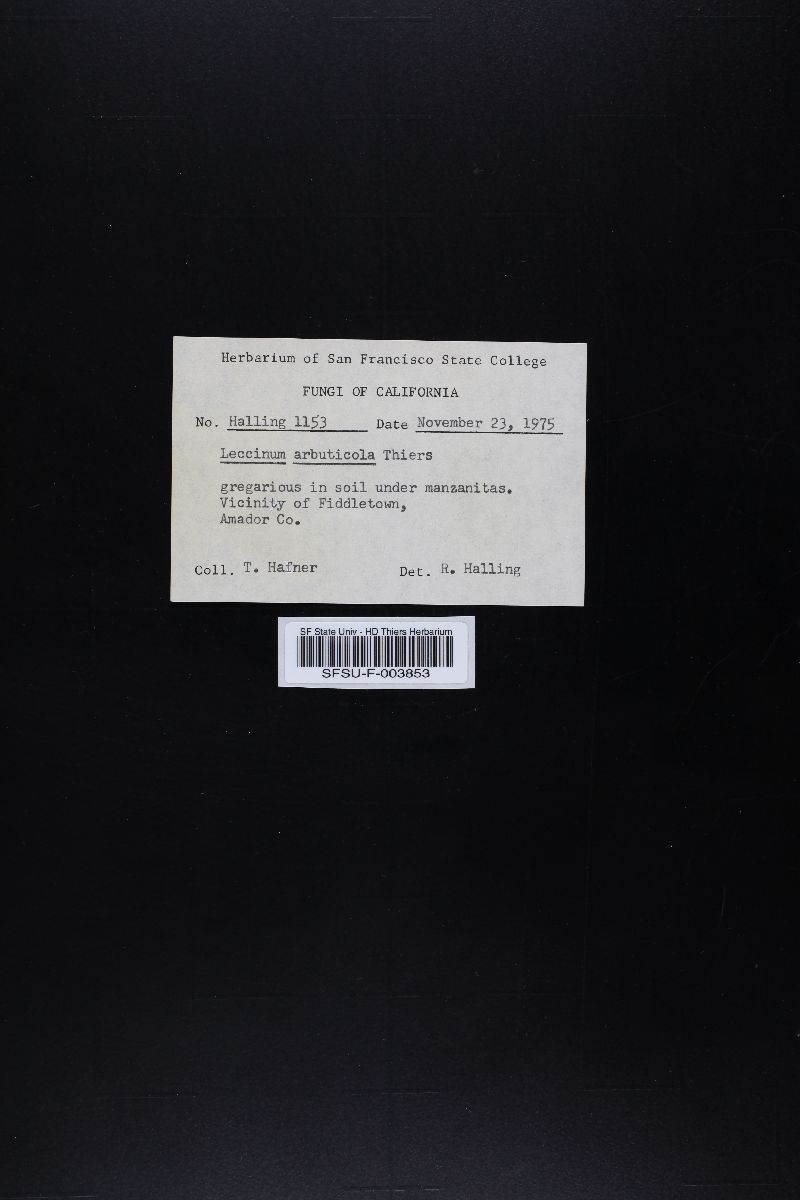 Herbarium of San Francisco State College
FUNGI OF CALIFORNIA
No. Halling 1153 Date November 23, 1975
Leccinum arbuticola Thiers
gregarious in soil under manzanitas.
Vicinity of Fiddletown,
Amador Co.
Coll. T. Hafner Det. R. Halling
SF State Univ - HD Thiers Herbarium
SFSU-F-003853